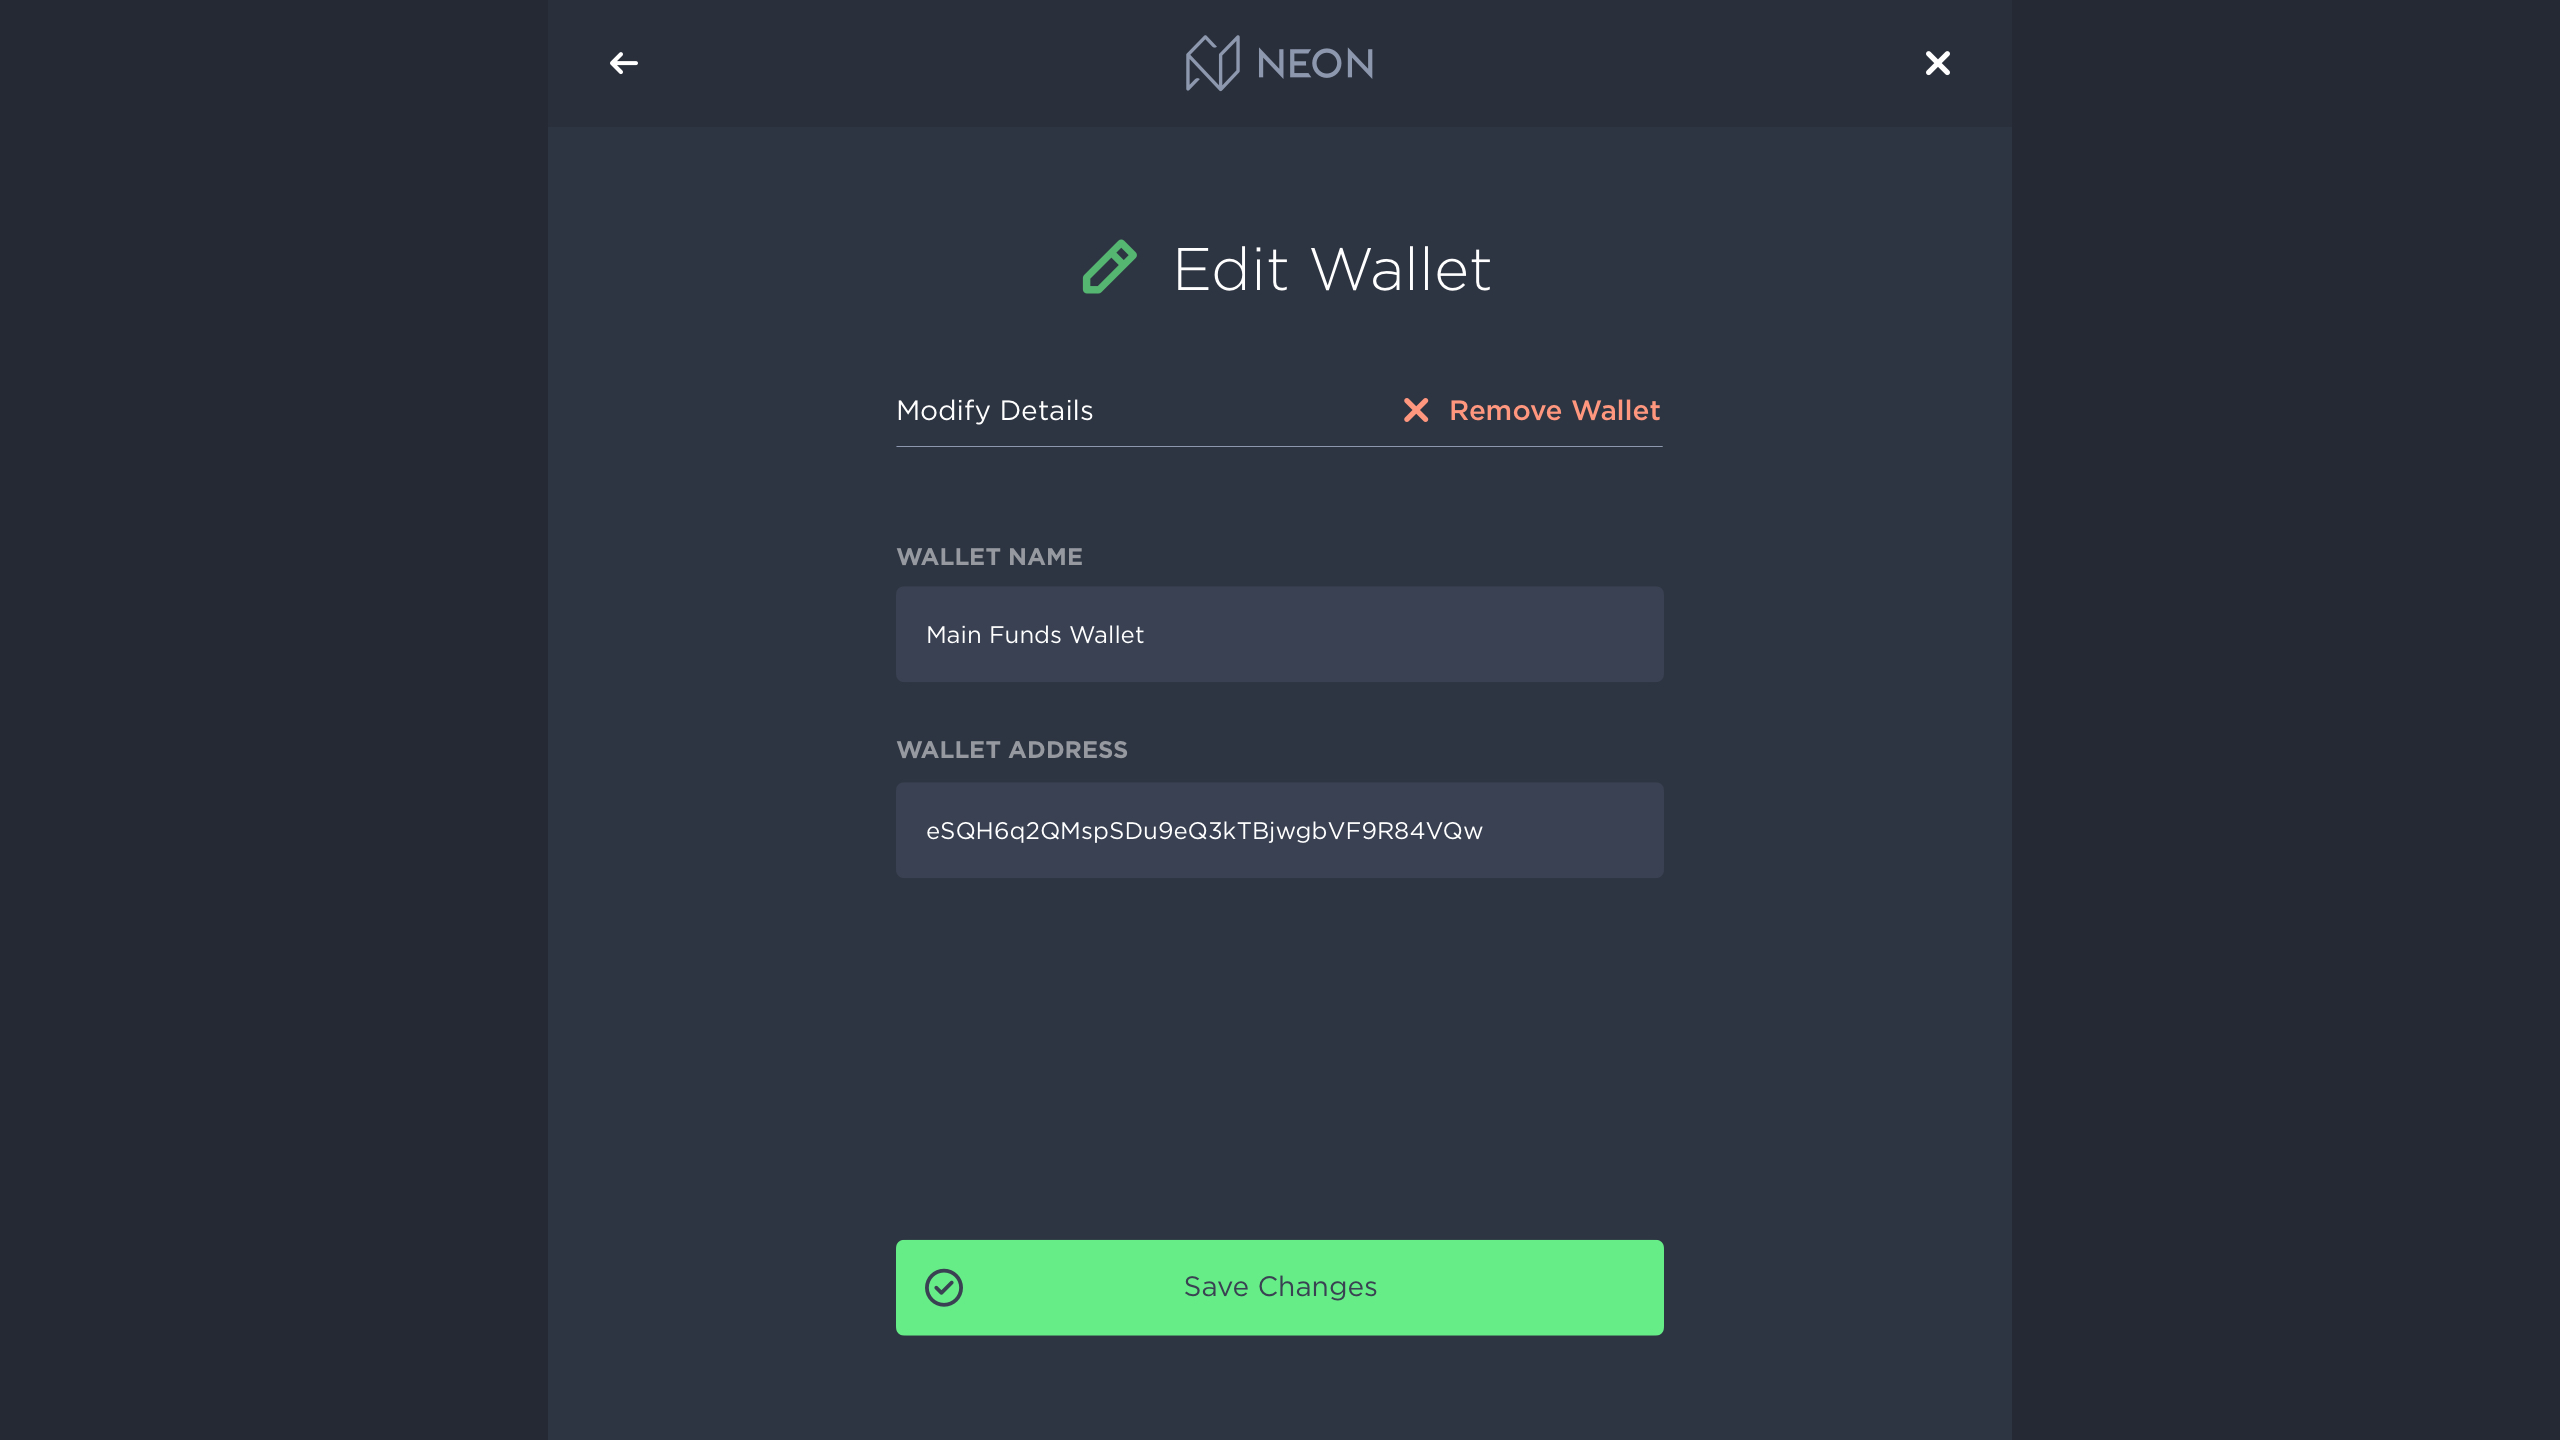 NEON
Edit Wallet
Modify Details
Remove Wallet
WALLET NAME
Main Funds Wallet
WALLET ADDRESS
eSQH6q2QMspSDu9eQ3kTBjwgbVF9R84VQw
Save Changes